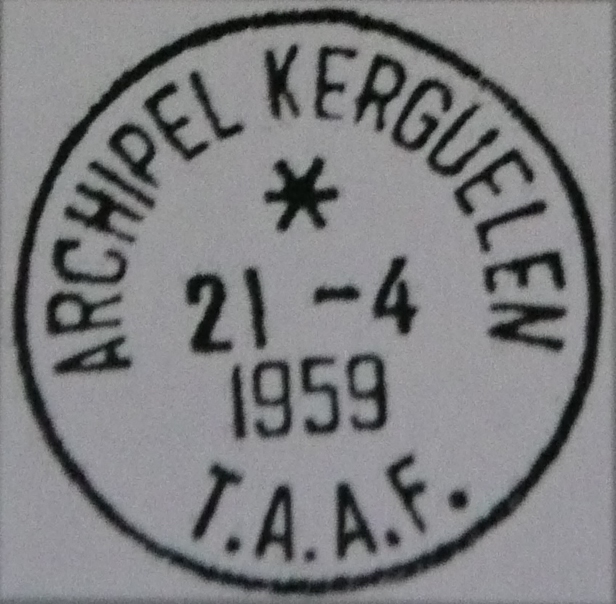 ARCHIPEL KERGUELEN
*
21 -4
1959
T.A.A.F.